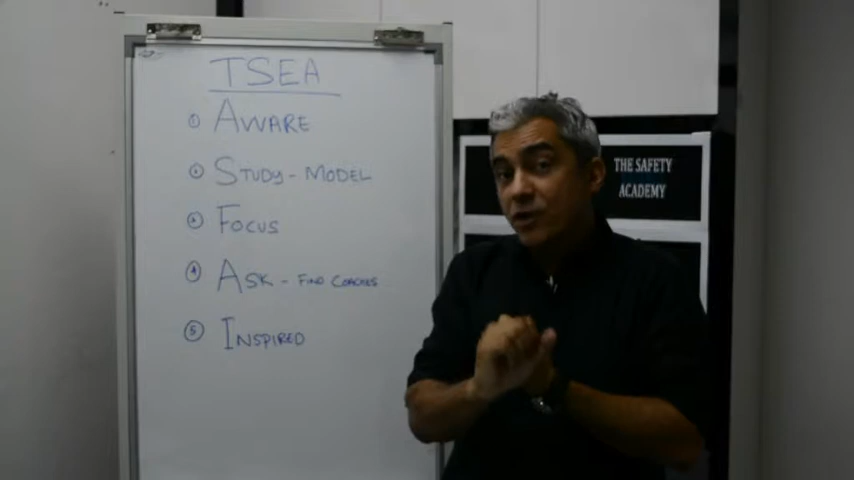 TSEA
① AWARE
② STUDY - MODEL
③ FOCUS
④ ASK - FIND COACHES
⑤ INSPIRED
THE SAFETY
ACADEMY